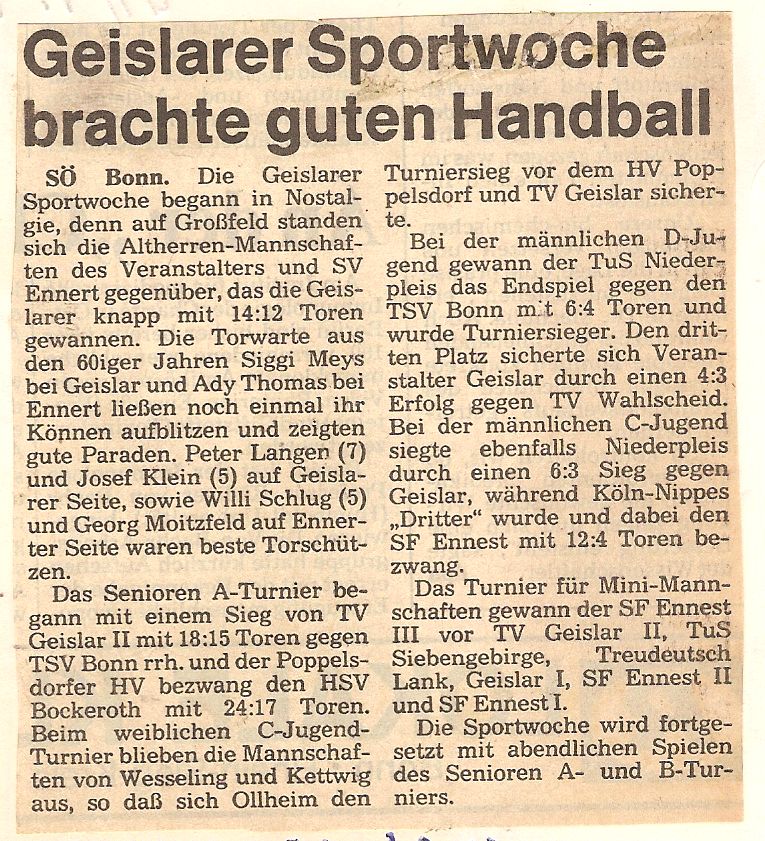 Geislarer Sportwoche
brachte guten Handball
SÖ Bonn. Die Geislarer
Sportwoche begann in Nostal-
gie, denn auf Großfeld standen
sich die Altherren-Mannschaf-
ten des Veranstalters und SV
Ennert gegenüber, das die Geis-
larer knapp mit 14:12 Toren
gewannen. Die Torwarte aus
den 60iger Jahren Siggi Meys
bei Geislar und Ady Thomas bei
Ennert ließen noch einmal ihr
Können aufblitzen und zeigten
gute Paraden. Peter Langen (7)
und Josef Klein (5) auf Geisla-
rer Seite, sowie Willi Schlug (5)
und Georg Moitzfeld auf Enner-
ter Seite waren beste Torschüt-
zen.
Das Senioren A-Turnier be-
gann mit einem Sieg von TV
Geislar II mit 18:15 Toren gegen
TSV Bonn rrh. und der Poppels-
dorfer HV bezwang den HSV
Bockeroth mit 24:17 Toren.
Beim weiblichen C-Jugend-
Turnier blieben die Mannschaf-
ten von Wesseling und Kettwig
aus, so daß sich Ollheim den
Turniersieg vor dem HV Pop-
pelsdorf und TV Geislar sicher-
te.
Bei der männlichen D-Ju-
gend gewann der TuS Nieder-
pleis das Endspiel gegen den
TSV Bonn mit 6:4 Toren und
wurde Turniersieger. Den drit-
ten Platz sicherte sich Veran-
stalter Geislar durch einen 4:3
Erfolg gegen TV Wahlscheid.
Bei der männlichen C-Jugend
siegte ebenfalls Niederpleis
durch einen 6:3 Sieg gegen
Geislar, während Köln-Nippes
„Dritter“ wurde und dabei den
SF Ennest mit 12:4 Toren be-
zwang.
Das Turnier für Mini-Mann-
schaften gewann der SF Ennest
III vor TV Geislar II, TuS
Siebengebirge, Treudeutsch
Lank, Geislar I, SF Ennest II
und SF Ennest I.
Die Sportwoche wird fortge-
setzt mit abendlichen Spielen
des Senioren A- und B-Tur-
niers.